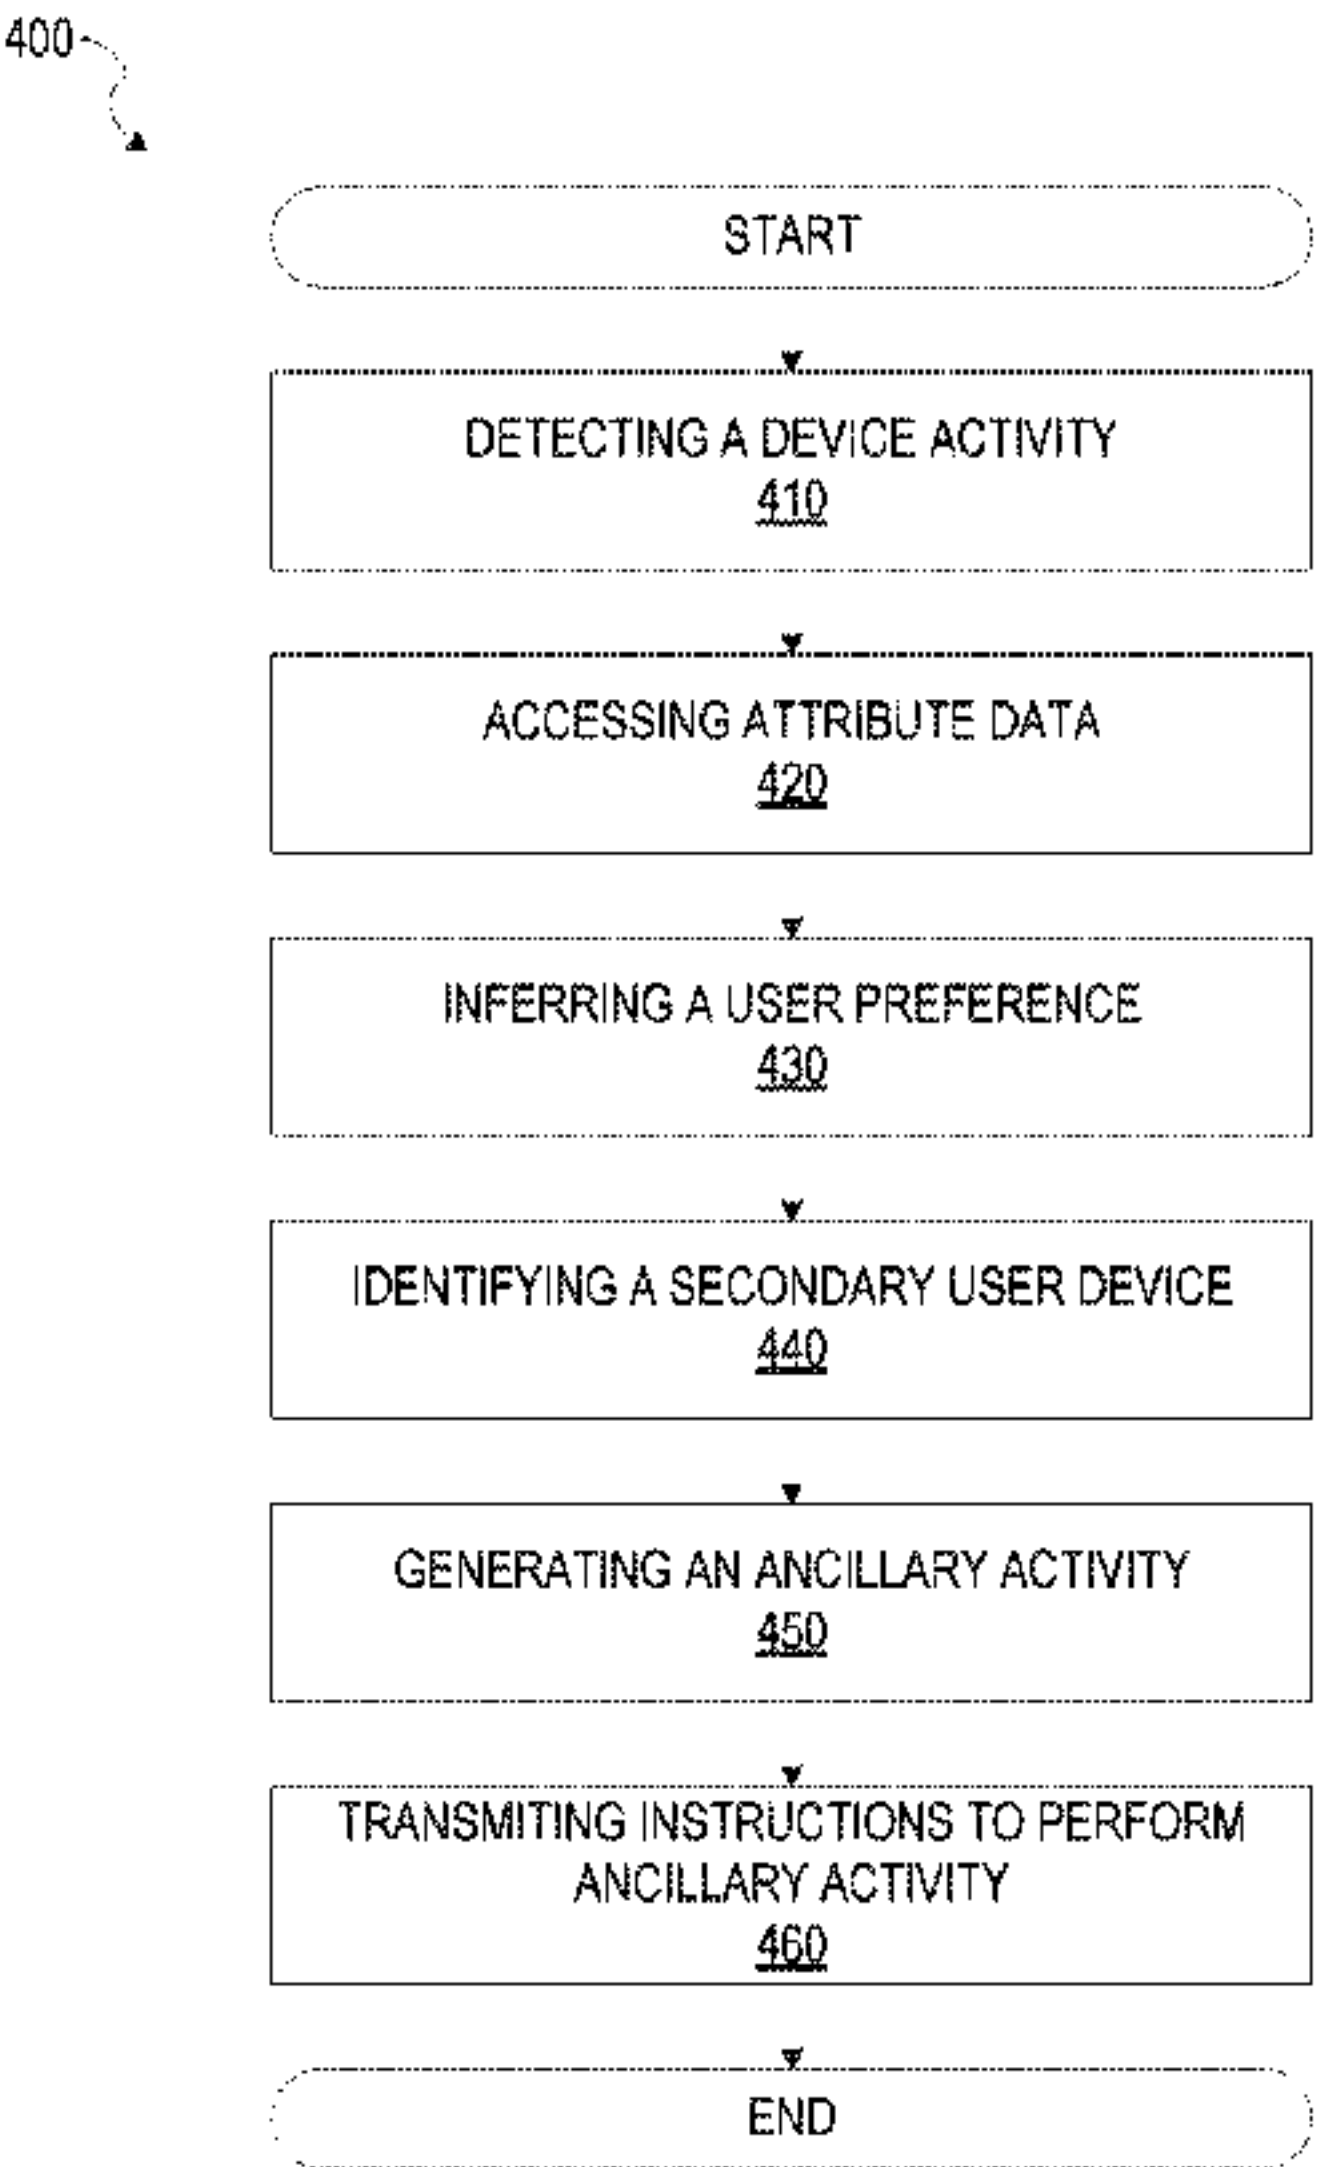 400
START
DETECTING A DEVICE ACTIVITY
410
ACCESSING ATTRIBUTE DATA
420
INFERRING A USER PREFERENCE
430
IDENTIFYING A SECONDARY USER DEVICE
440
GENERATING AN ANCILLARY ACTIVITY
450
TRANSMITING INSTRUCTIONS TO PERFORM
ANCILLARY ACTIVITY
460
END